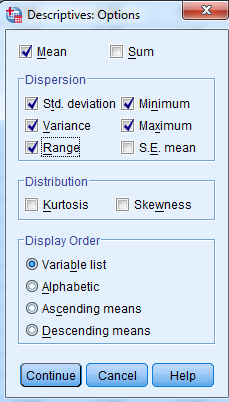 Descriptives: Options
Mean Sum
Dispersion
Std. deviation Minimum
Variance Maximum
Range S.E. mean
Distribution
Kurtosis Skewness
Display Order
Variable list
Alphabetic
Ascending means
Descending means
Continue Cancel Help